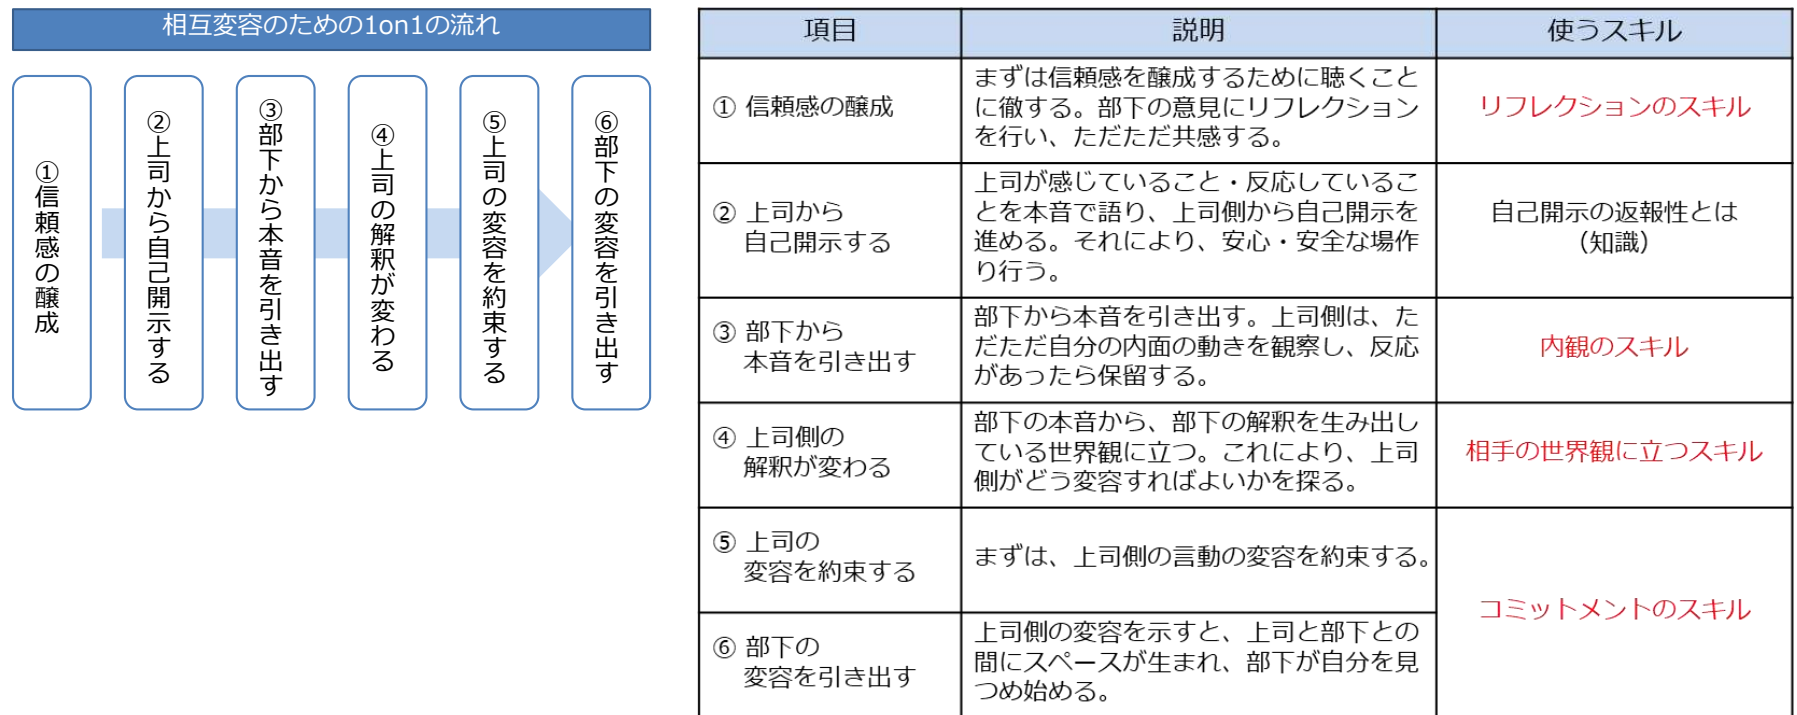 相互変容のための1on1の流れ
①信頼感の醸成
②上司から自己開示する
③部下から本音を引き出す
④上司の解釈が変わる
⑤上司の変容を約束する
⑥部下の変容を引き出す
項目
説明
使うスキル
① 信頼感の醸成
まずは信頼感を醸成するために聴くこと
に徹する。部下の意見にリフレクション
を行い、ただただ共感する。
リフレクションのスキル
② 上司から
自己開示する
上司が感じていること・反応しているこ
とを本音で語り、上司側から自己開示を
進める。それにより、安心・安全な場作
り行う。
自己開示の返報性とは
（知識）
③ 部下から
本音を引き出す
部下から本音を引き出す。上司側は、た
だただ自分の内面の動きを観察し、反応
があったら保留する。
内観のスキル
④ 上司側の
解釈が変わる
部下の本音から、部下の解釈を生み出し
ている世界観に立つ。これにより、上司
側がどう変容すればよいかを探る。
相手の世界観に立つスキル
⑤ 上司の
変容を約束する
まずは、上司側の言動の変容を約束する。
コミットメントのスキル
⑥ 部下の
変容を引き出す
上司側の変容を示すと、上司と部下との
間にスペースが生まれ、部下が自分を見
つめ始める。